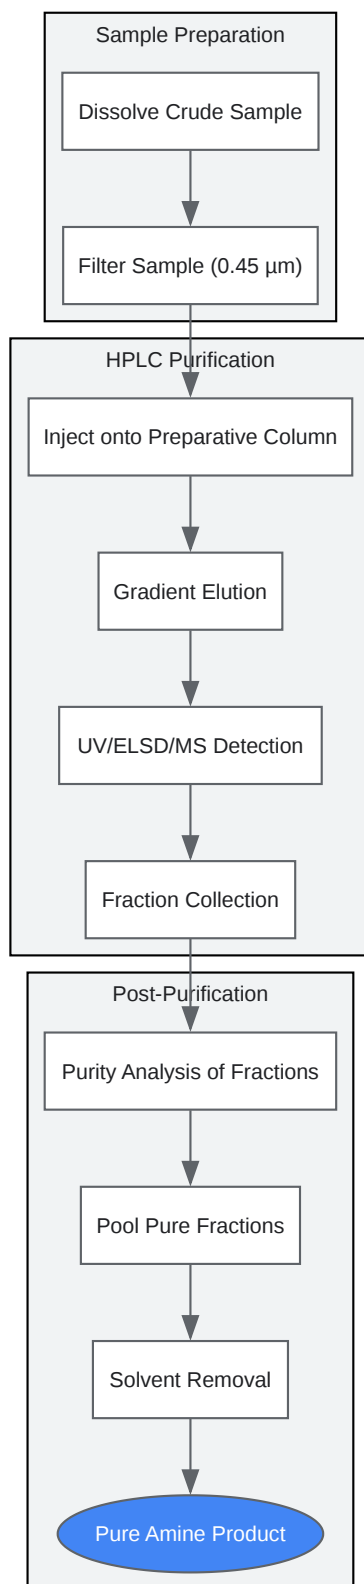 Sample Preparation
Dissolve Crude Sample
Filter Sample (0.45 µm)
HPLC Purification
Inject onto Preparative Column
Gradient Elution
UV/ELSD/MS Detection
Fraction Collection
Post-Purification
Purity Analysis of Fractions
Pool Pure Fractions
Solvent Removal
Pure Amine Product